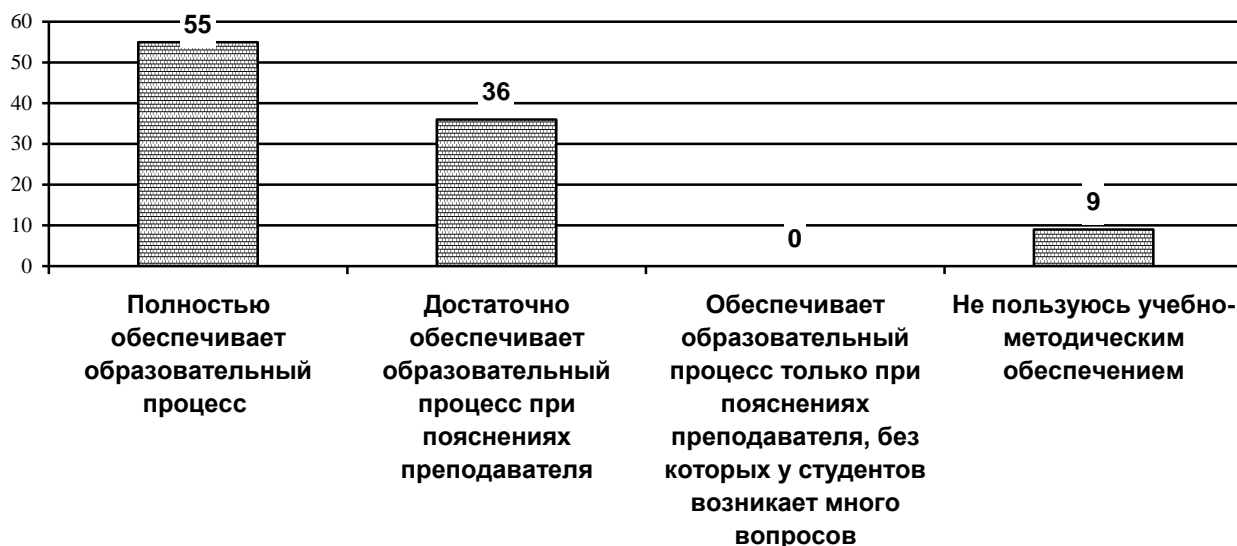 60
50
40
30
20
10
0
55
36
0
9
Полностью
обеспечивает
образовательный
процесс
Достаточно
обеспечивает
образовательный
процесс при
пояснениях
преподавателя
Обеспечивает
образовательный
процесс только при
пояснениях
преподавателя, без
которых у студентов
возникает много
вопросов
Не пользуюсь учебно-
методическим
обеспечением